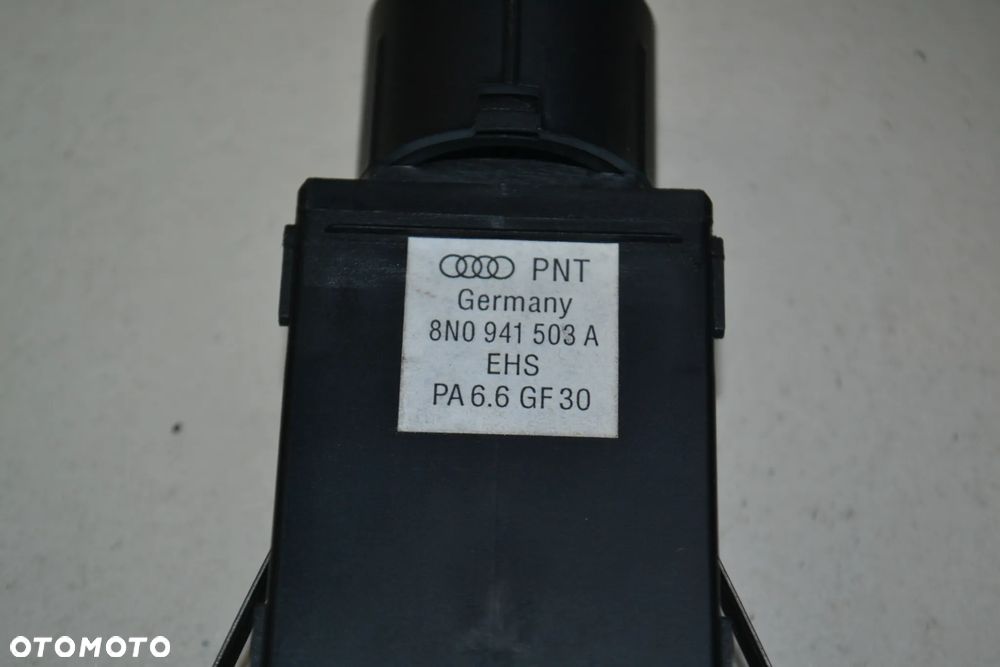 PNT
Germany
8N0 941 503 A
EHS
PA 6.6 GF 30
OTOMOTO